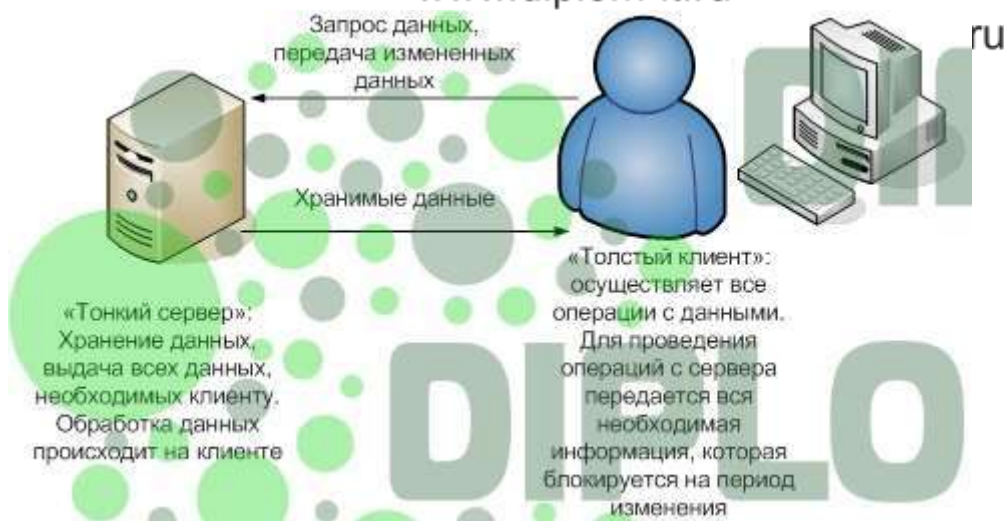 Запрос данных,
передача измененных
данных
ru
Хранимые данные
«Тонкий сервер»:
Хранение данных,
выдача всех данных,
необходимых клиенту.
Обработка данных
происходит на клиенте
«Толстый клиент»:
осуществляет все
операции с данными.
Для проведения
операций с сервера
передается вся
необходимая
информация, которая
блокируется на период
изменения
DIPLO
DI